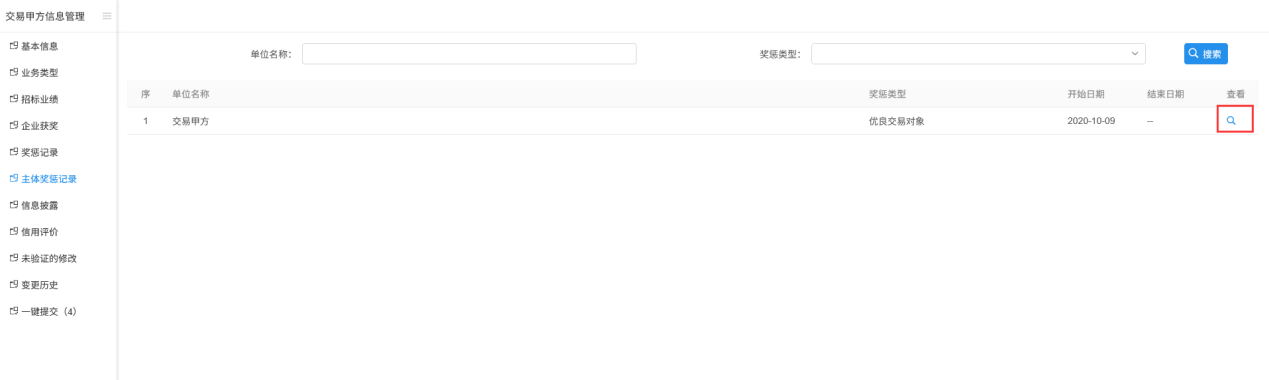 交易甲方信息管理
基本信息
业务类型
招标业绩
企业获奖
奖惩记录
主体奖惩记录
信息披露
信用评价
未验证的修改
变更历史
一键提交（4）
单位名称： 奖惩类型： 搜索
序 单位名称 奖惩类型 开始日期 结束日期 查看
1 交易甲方 优良交易对象 2020-10-09 --